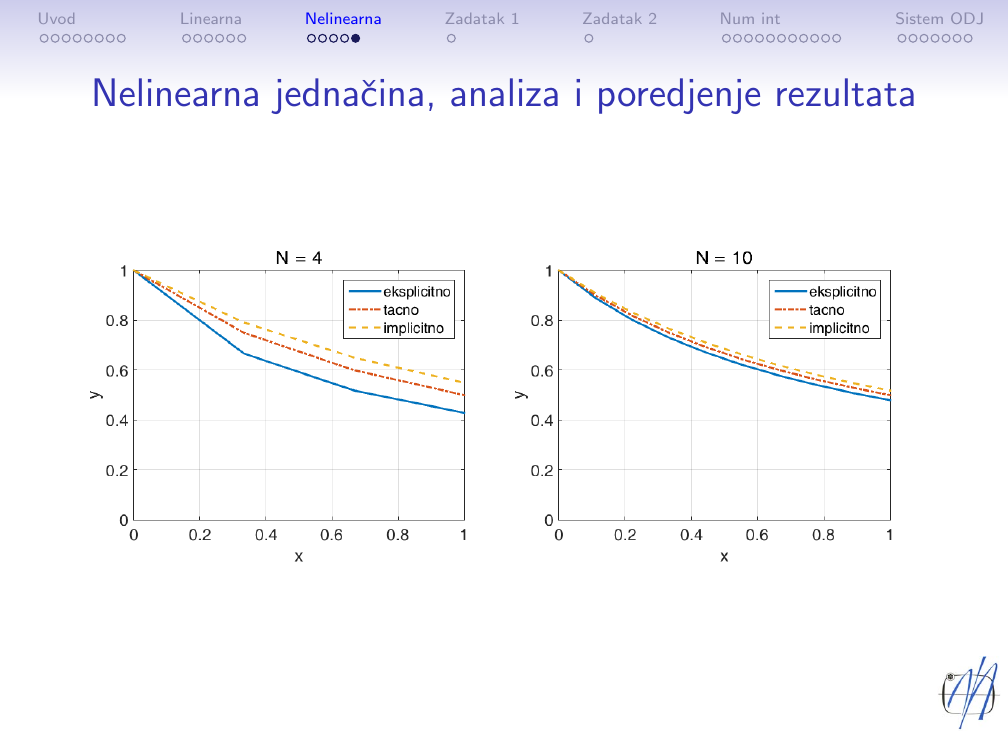 Uvod Linearna Nelinearna Zadatak 1 Zadatak 2 Num int Sistem ODJ
Nelinearna jednačina, analiza i poredjenje rezultata
N = 4
1
0.8
0.6
0.4
0.2
0
y
0 0.2 0.4 0.6 0.8 1
x
eksplicitno
tacno
implicitno
N = 10
1
0.8
0.6
0.4
0.2
0
y
0 0.2 0.4 0.6 0.8 1
x
eksplicitno
tacno
implicitno